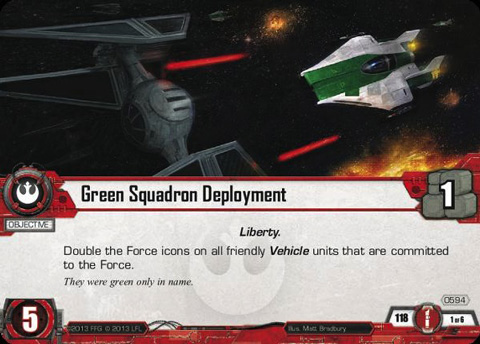 Green Squadron Deployment
1
OBJECTIVE
Liberty.
Double the Force icons on all friendly Vehicle units that are committed
to the Force.
They were green only in name.
0594
5
©2013 FFG © 2013 LFL
Illus. Matt Bradbury
118
1 of 6